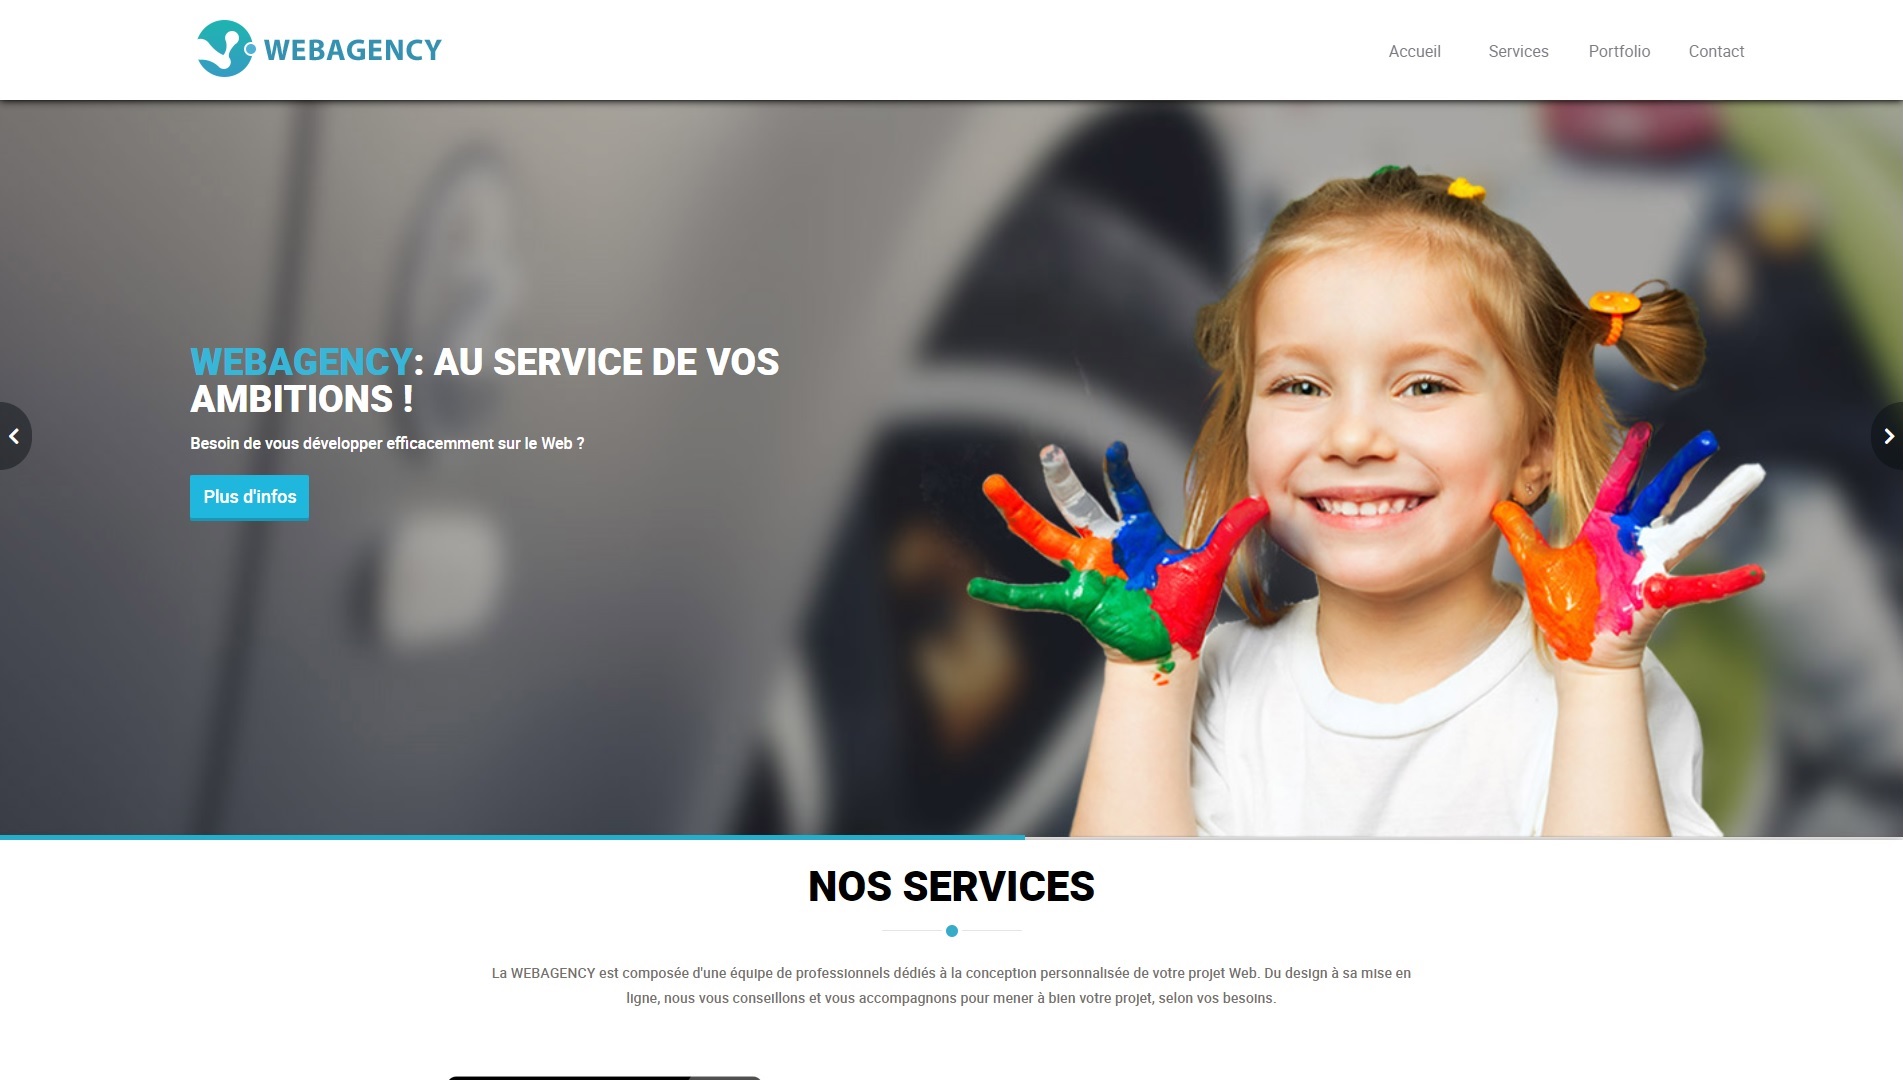 WEBAGENCY
Accueil
Services
Portfolio
Contact
WEBAGENCY: AU SERVICE DE VOS
AMBITIONS !
Besoin de vous développer efficacemment sur le Web ?
Plus d'infos
NOS SERVICES
La WEBAGENCY est composée d'une équipe de professionnels dédiés à la conception personnalisée de votre projet Web. Du design à sa mise en
ligne, nous vous conseillons et vous accompagnons pour mener à bien votre projet, selon vos besoins.